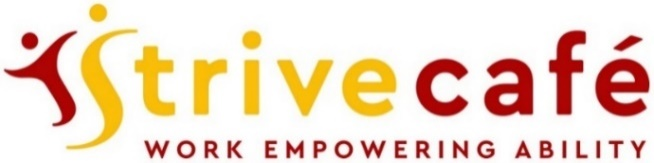 Strivecafé
WORK EMPOWERING ABILITY